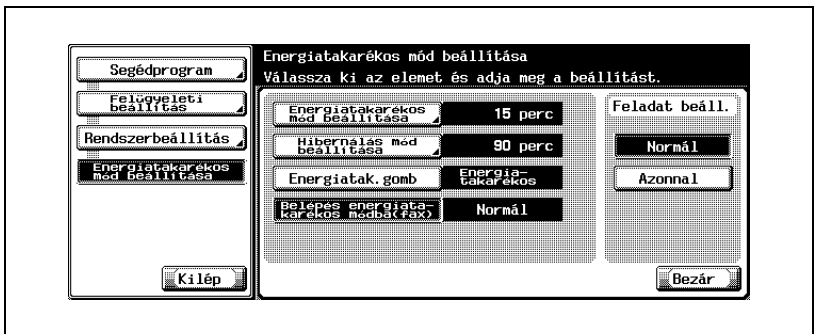 Segédprogram
Felügyeleti
beállítás
Rendszerbeállítás
Energiatakarékos
mód beállítása
Kilép
Energiatakarékos mód beállítása
Válassza ki az elemet és adja meg a beállítást.
Energiatakarékos
mód beállítása
15 perc
Hibernálás mód
beállítása
90 perc
Energiatak.gomb
Energia-
takarékos
Belépés energiata-
karékos módba(fax)
Normál
Feladat beáll.
Normál
Azonnal
Bezár